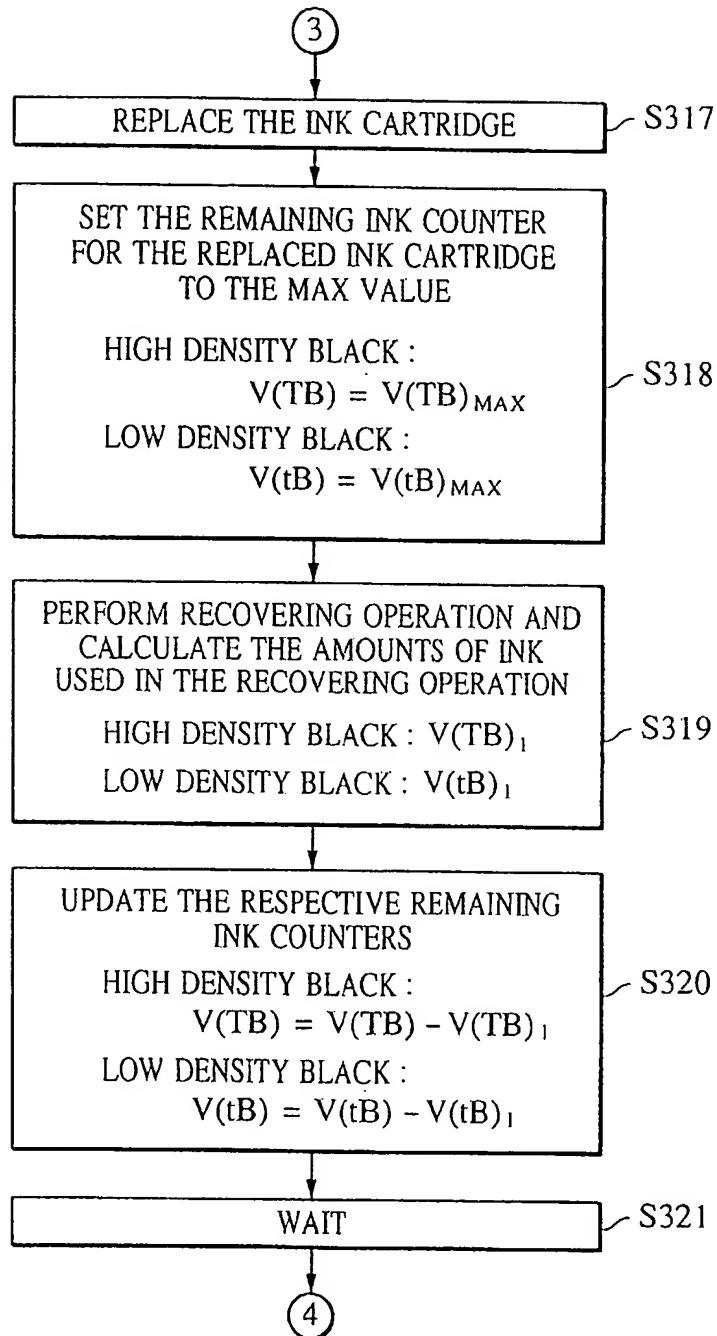 3
REPLACE THE INK CARTRIDGE
S317
SET THE REMAINING INK COUNTER
FOR THE REPLACED INK CARTRIDGE
TO THE MAX VALUE
HIGH DENSITY BLACK :
V(TB) = V(TB)MAX
LOW DENSITY BLACK :
V(tB) = V(tB)MAX
S318
PERFORM RECOVERING OPERATION AND
CALCULATE THE AMOUNTS OF INK
USED IN THE RECOVERING OPERATION
HIGH DENSITY BLACK : V(TB)1
LOW DENSITY BLACK : V(tB)1
S319
UPDATE THE RESPECTIVE REMAINING
INK COUNTERS
HIGH DENSITY BLACK :
V(TB) = V(TB) – V(TB)1
LOW DENSITY BLACK :
V(tB) = V(tB) – V(tB)1
S320
WAIT
S321
4